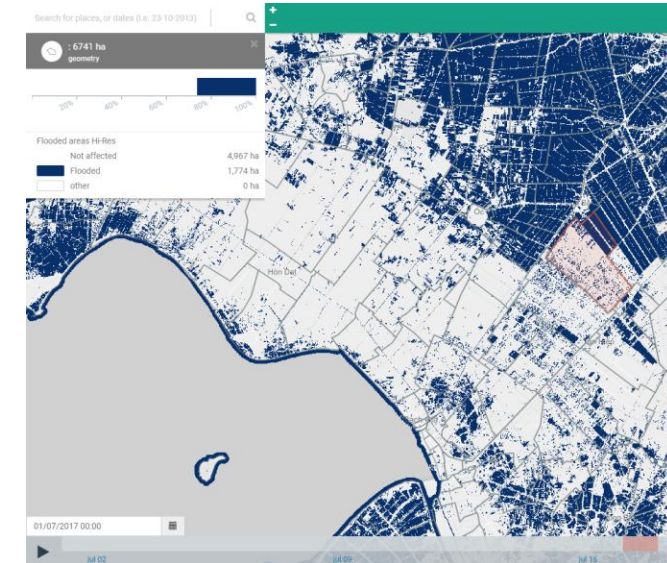 Search for places, or dates (i.e. 23-10-2013)
+
−
: 6741 ha
geometry
×
20% 40% 60% 80% 100%
Flooded areas Hi-Res
Not affected 4,967 ha
Flooded 1,774 ha
other 0 ha
Hòn Đất
01/07/2017 00:00
Jul 02 Jul 09 Jul 16